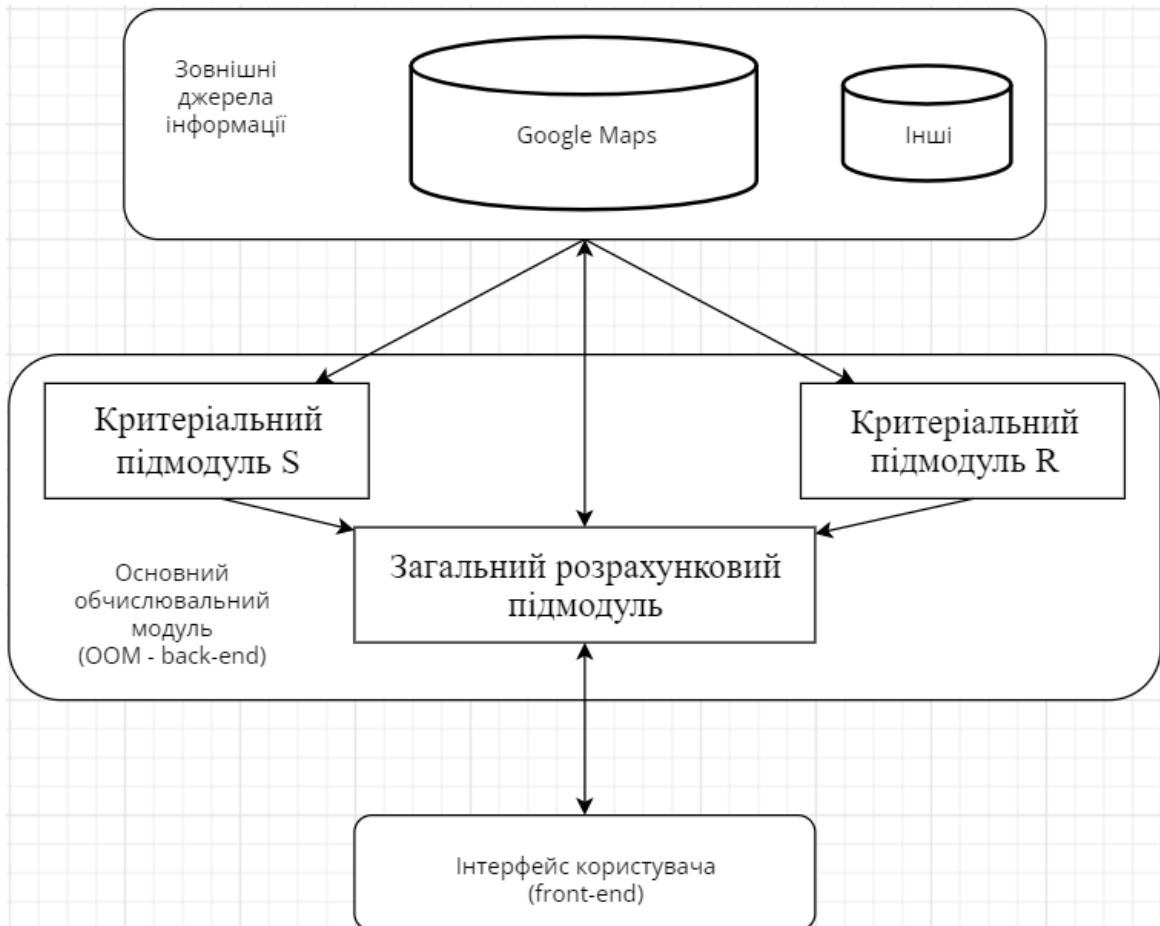 Зовнішні
джерела
інформації
Google Maps
Інші
Критеріальний
підмодуль S
Критеріальний
підмодуль R
Загальний розрахунковий
підмодуль
Основний
обчислювальний
модуль
(ООМ - back-end)
Інтерфейс користувача
(front-end)